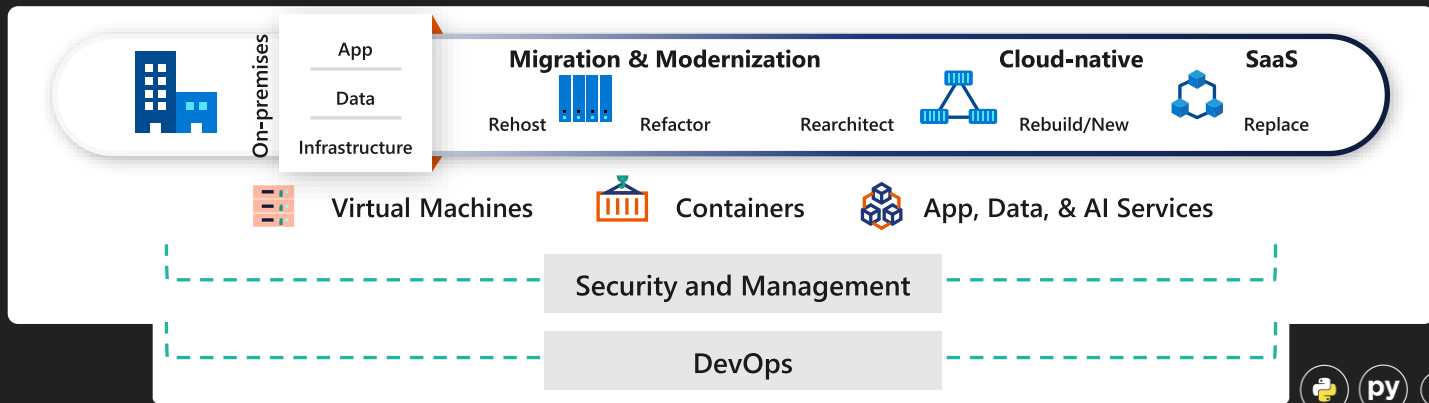 On-premises
App
Data
Infrastructure
Migration & Modernization
Rehost
Refactor
Rearchitect
Cloud-native
Rebuild/New
SaaS
Replace
Virtual Machines
Containers
App, Data, & AI Services
Security and Management
DevOps
py